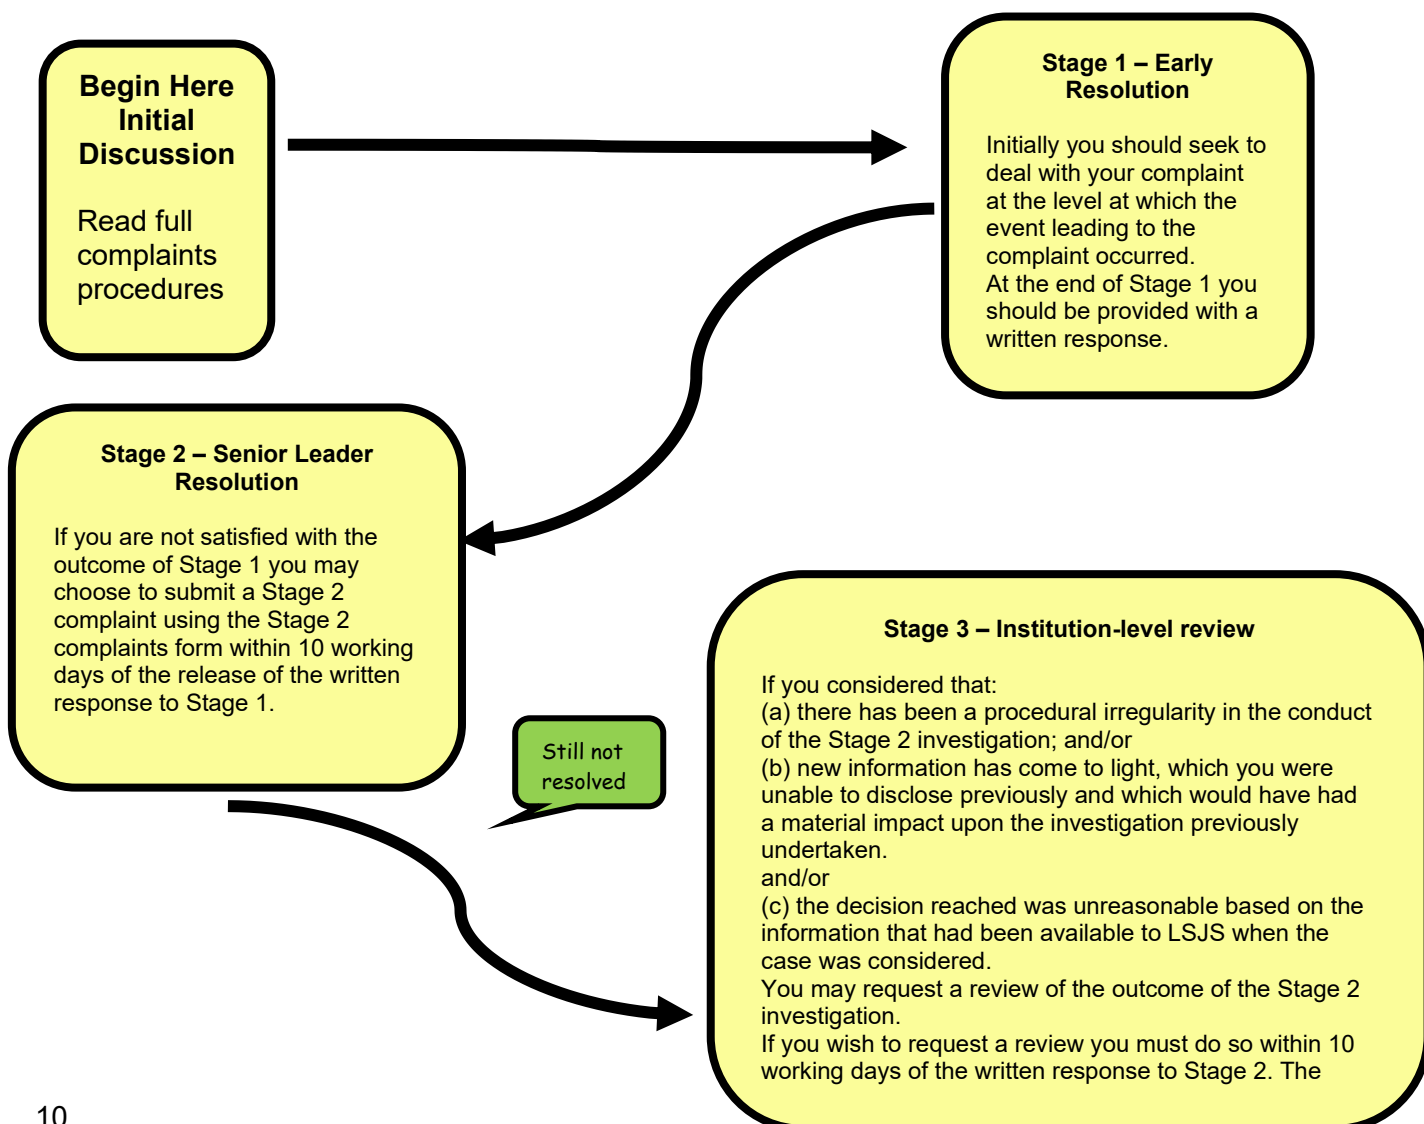 Begin Here
Initial
Discussion
Read full
complaints
procedures
Stage 1 – Early
Resolution
Initially you should seek to
deal with your complaint
at the level at which the
event leading to the
complaint occurred.
At the end of Stage 1 you
should be provided with a
written response.
Stage 2 – Senior Leader
Resolution
If you are not satisfied with the
outcome of Stage 1 you may
choose to submit a Stage 2
complaint using the Stage 2
complaints form within 10 working
days of the release of the written
response to Stage 1.
Still not
resolved
Stage 3 – Institution-level review
If you considered that:
(a) there has been a procedural irregularity in the conduct
of the Stage 2 investigation; and/or
(b) new information has come to light, which you were
unable to disclose previously and which would have had
a material impact upon the investigation previously
undertaken.
and/or
(c) the decision reached was unreasonable based on the
information that had been available to LSJS when the
case was considered.
You may request a review of the outcome of the Stage 2
investigation.
If you wish to request a review you must do so within 10
working days of the written response to Stage 2. The
10